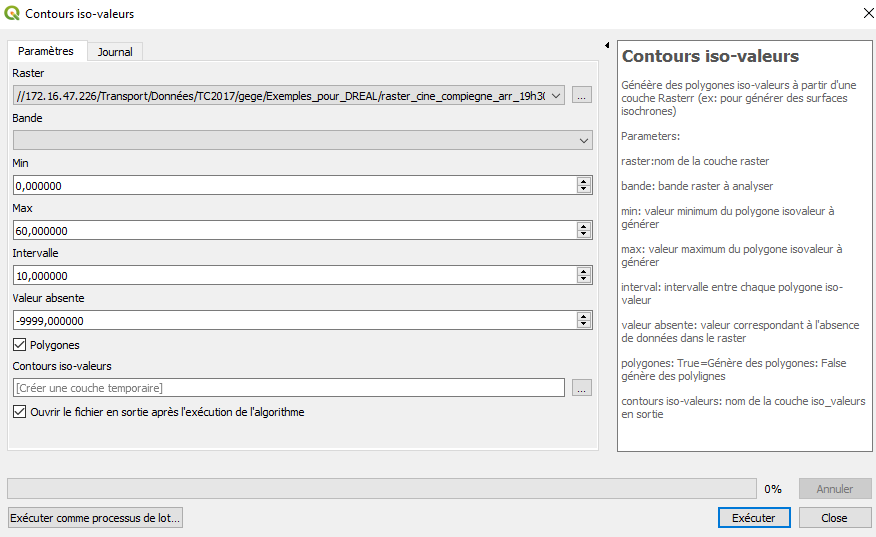 Contours iso-valeurs
Paramètres
Journal
Raster
//172.16.47.226/Transport/Données/TC2017/gege/Exemples_pour_DREAL/raster_cine_compiegne_arr_19h30
...
Bande
Min
0,000000
Max
60,000000
Intervalle
10,000000
Valeur absente
-9999,000000
Polygones
Contours iso-valeurs
[Créer une couche temporaire]
...
Ouvrir le fichier en sortie après l'exécution de l'algorithme
Contours iso-valeurs
Généère des polygones iso-valeurs à partir d'une
couche Rasterr (ex: pour générer des surfaces
isochrones)
Parameters:
raster:nom de la couche raster
bande: bande raster à analyser
min: valeur minimum du polygone isovaleur à
générer
max: valeur maximum du polygone isovaleur à
générer
interval: intervalle entre chaque polygone iso-
valeur
valeur absente: valeur correspondant à l'absence
de données dans le raster
polygones: True=Génère des polygones: False
génère des polylignes
contours iso-valeurs: nom de la couche iso_valeurs
en sortie
0%
Annuler
Exécuter comme processus de lot...
Exécuter
Close